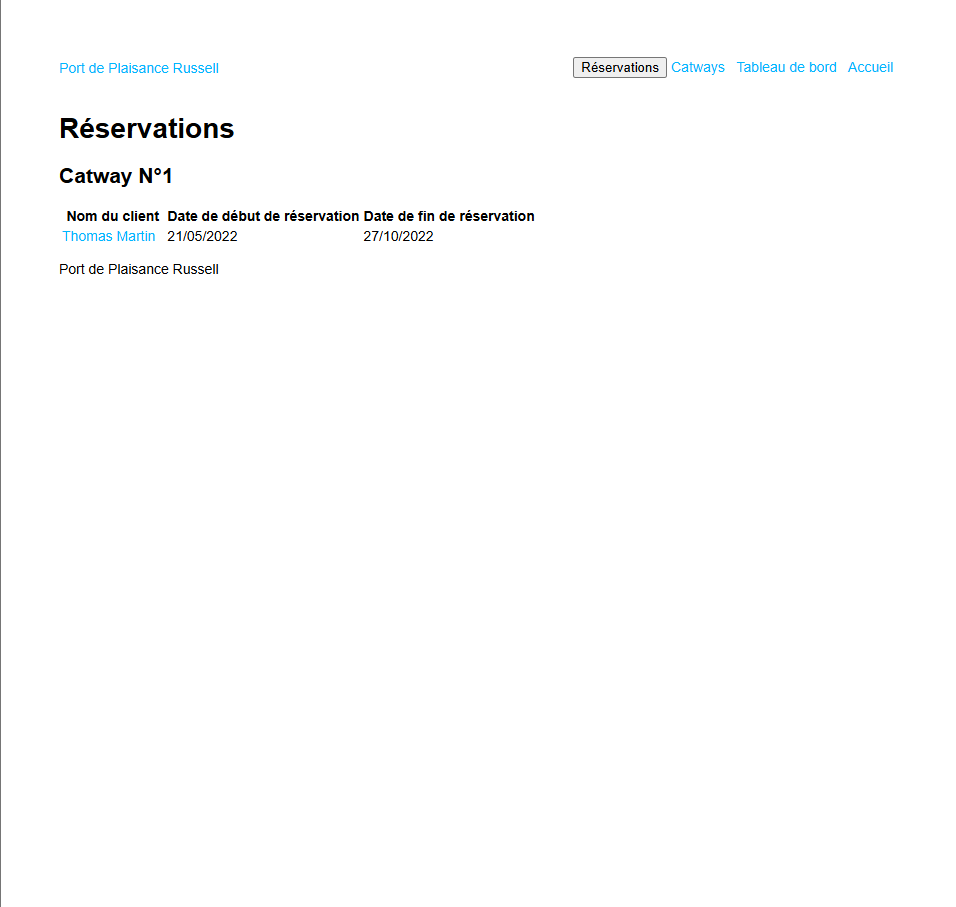 Port de Plaisance Russell Réservations Catways Tableau de bord Accueil
Réservations
Catway N°1
Nom du client Date de début de réservation Date de fin de réservation
Thomas Martin 21/05/2022 27/10/2022
Port de Plaisance Russell